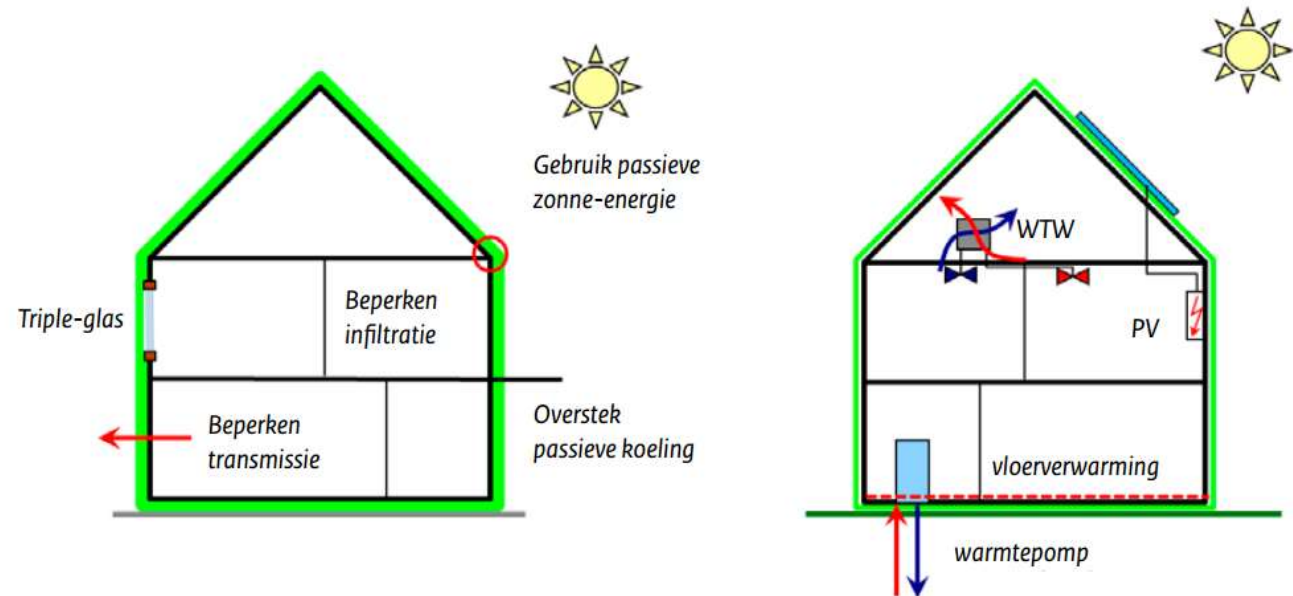 Gebruik passieve
zonne-energie
Triple-glas
Beperken
infiltratie
Beperken
transmissie
Overstek
passieve koeling
WTW
PV
vloerverwarming
warmtepomp